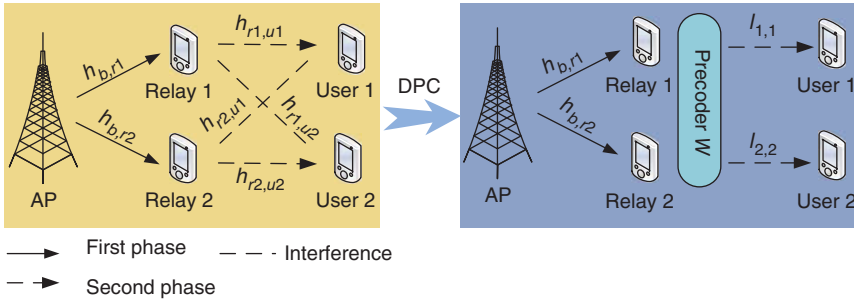 h_{r1,u1}
h_{b,r1}
Relay 1
User 1
h_{r2,u1}
h_{r1,u2}
h_{b,r2}
h_{r2,u2}
AP
Relay 2
User 2
DPC
h_{b,r1}
Relay 1
Precoder W
l_{1,1}
User 1
h_{b,r2}
l_{2,2}
AP
Relay 2
User 2
First phase
Interference
Second phase